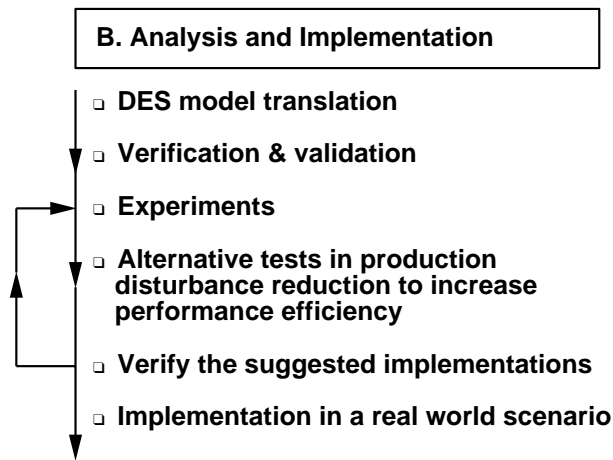 B. Analysis and Implementation
❑ DES model translation
❑ Verification & validation
❑ Experiments
❑ Alternative tests in production
disturbance reduction to increase
performance efficiency
❑ Verify the suggested implementations
❑ Implementation in a real world scenario